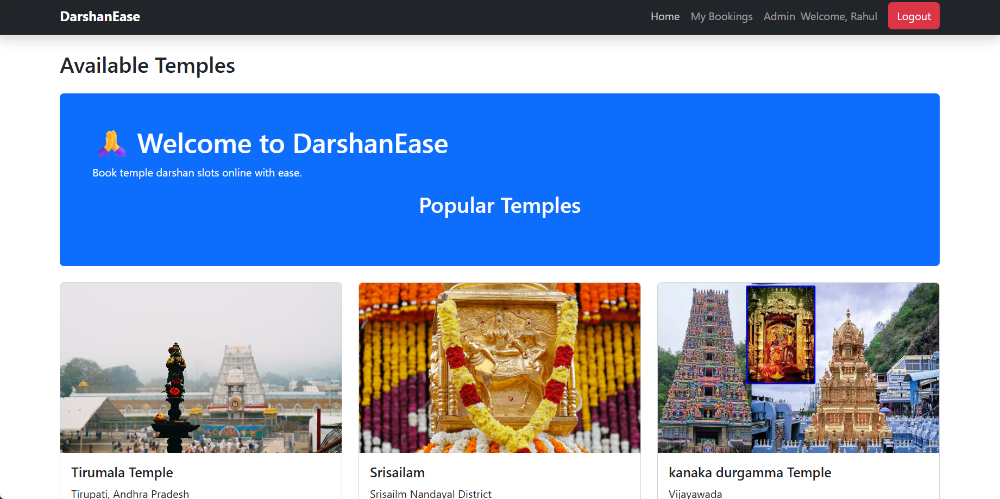 DarshanEase
Home My Bookings Admin Welcome, Rahul Logout
Available Temples
🙏 Welcome to DarshanEase
Book temple darshan slots online with ease.
Popular Temples
Tirumala Temple
Tirupati, Andhra Pradesh
Srisailam
Srisailm Nandayal District
kanaka durgamma Temple
Vijayawada